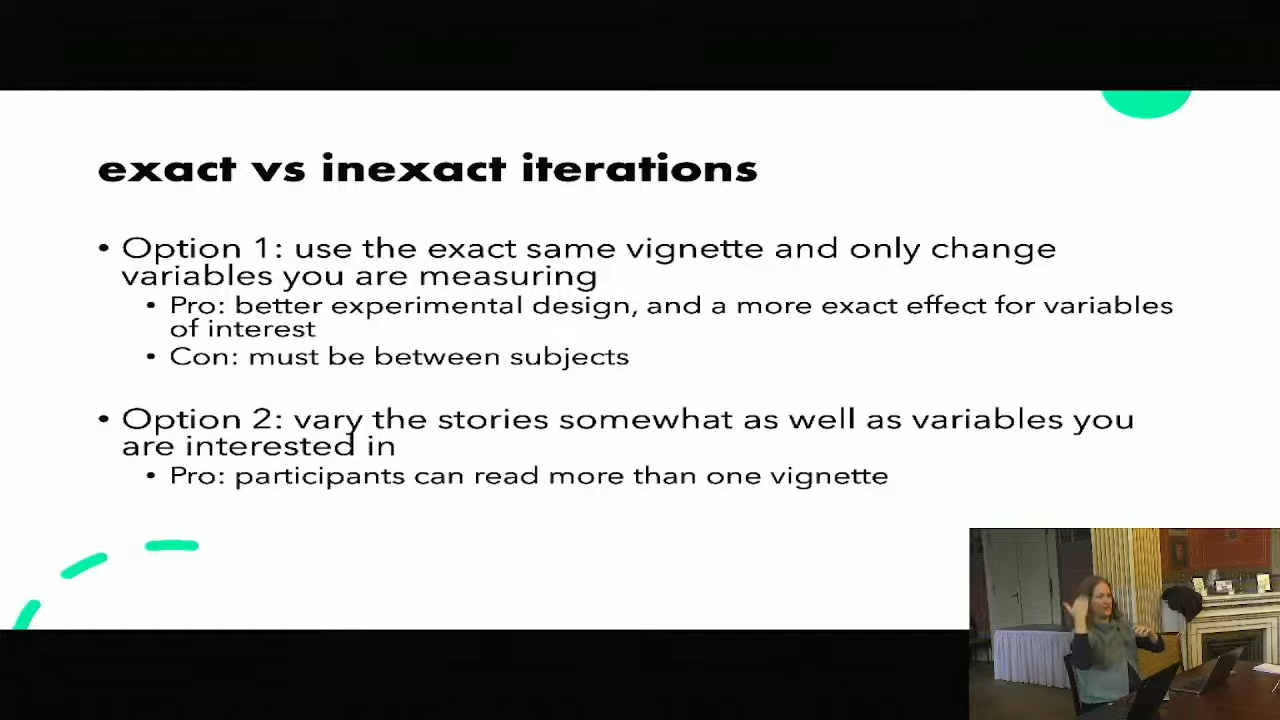 exact vs inexact iterations
• Option 1: use the exact same vignette and only change
variables you are measuring
• Pro: better experimental design, and a more exact effect for variables
of interest
• Con: must be between subjects
• Option 2: vary the stories somewhat as well as variables you
are interested in
• Pro: participants can read more than one vignette